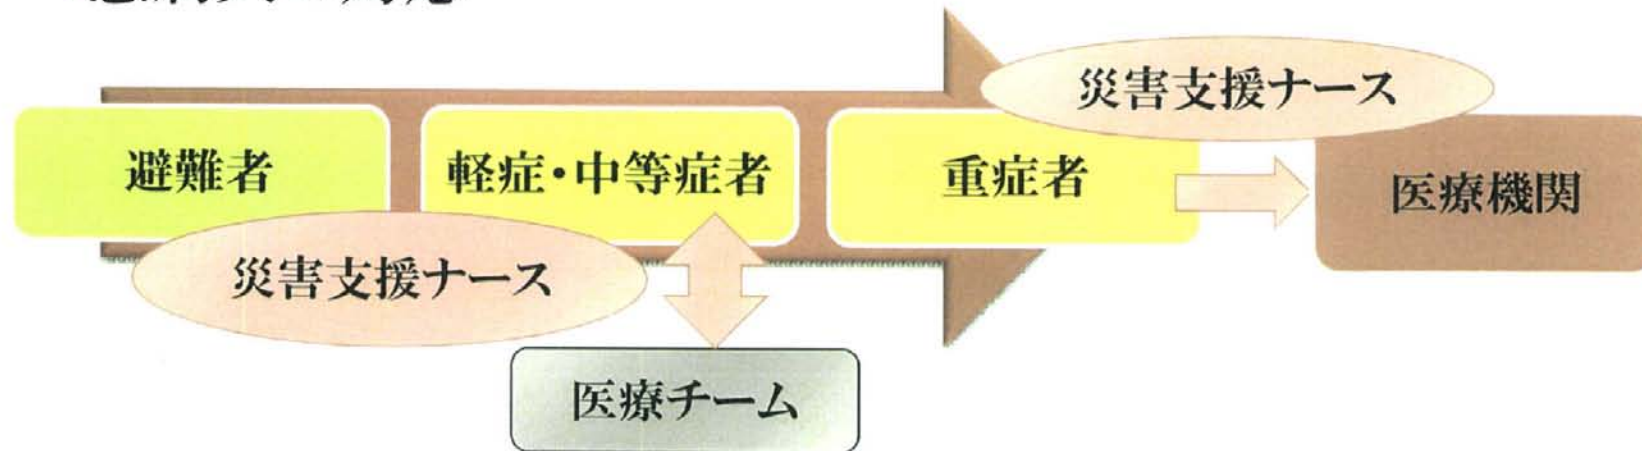 災害支援ナース
避難者
軽症・中等症者
重症者
医療機関
災害支援ナース
医療チーム